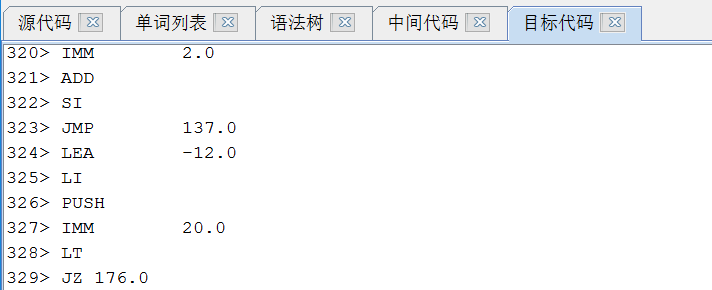 源代码 单词列表 语法树 中间代码 目标代码
320> IMM 2.0
321> ADD
322> SI
323> JMP 137.0
324> LEA -12.0
325> LI
326> PUSH
327> IMM 20.0
328> LT
329> JZ 176.0